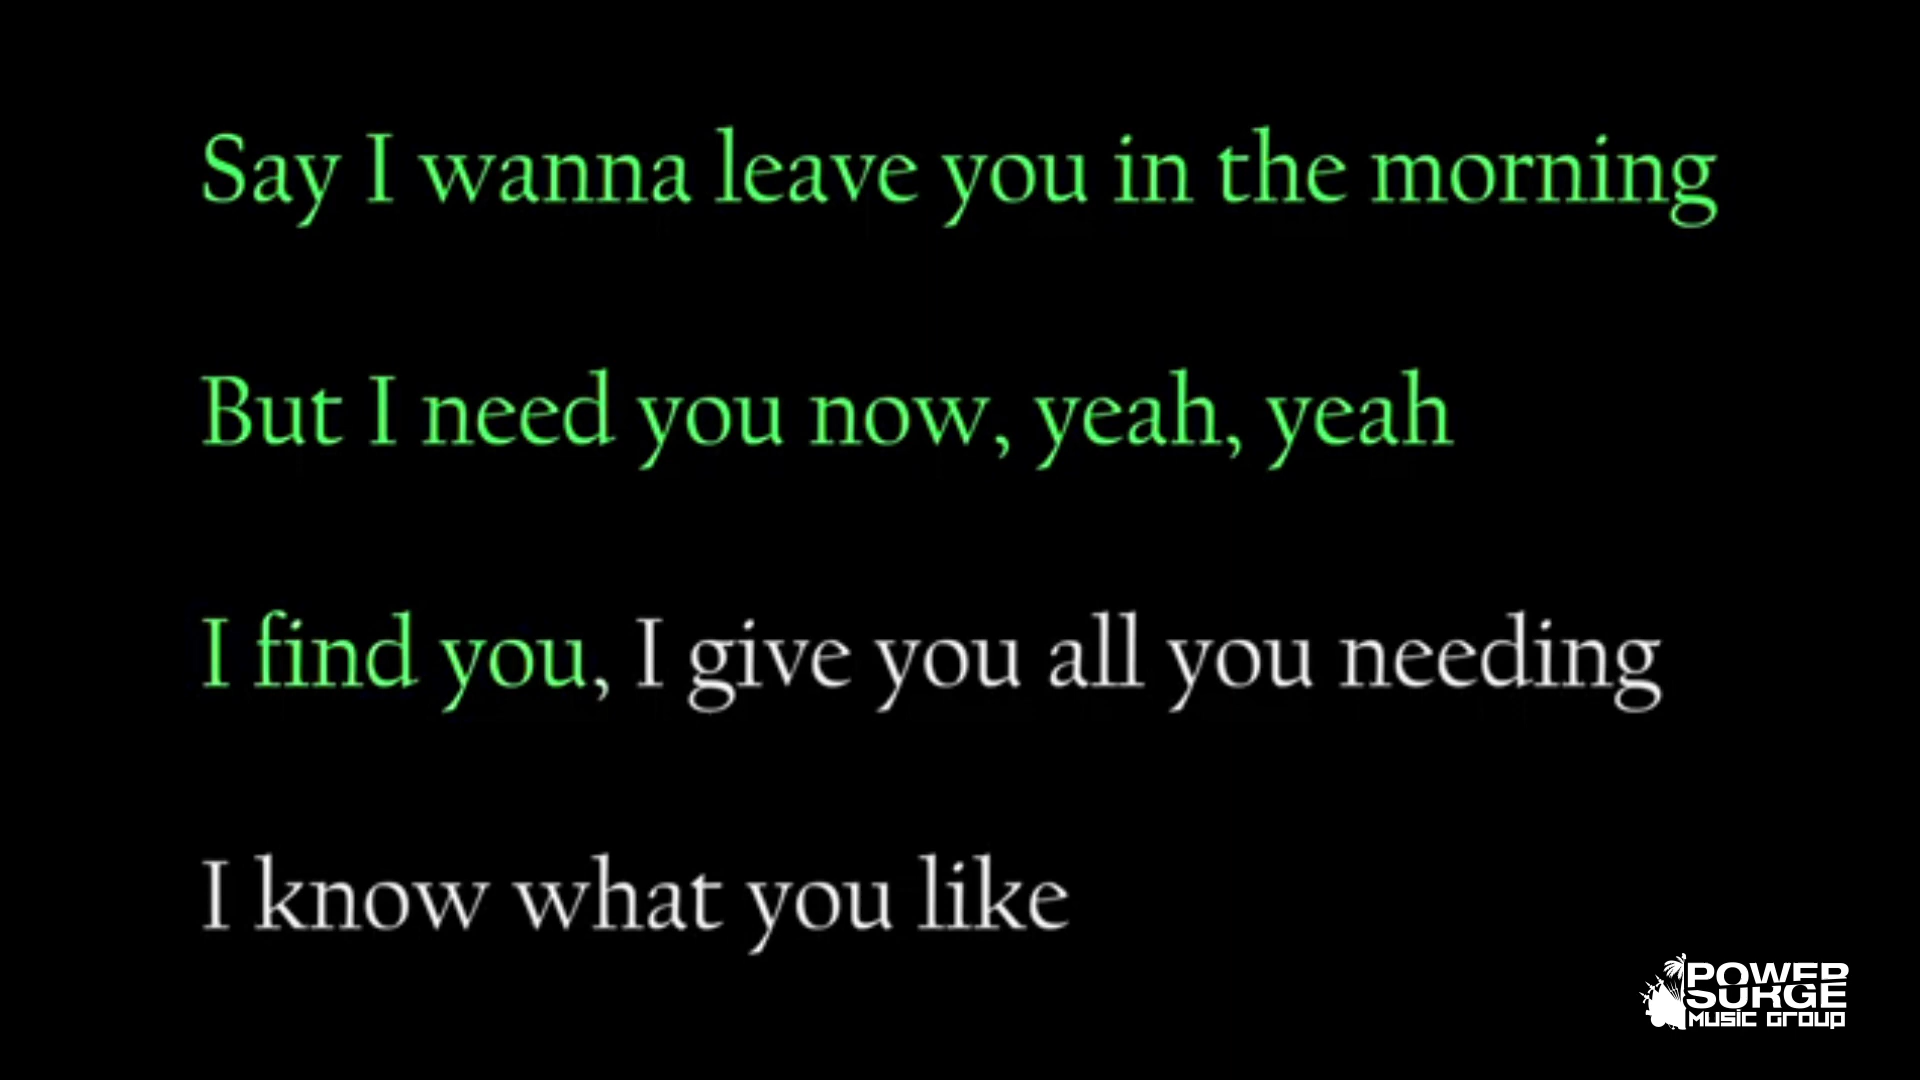 Say I wanna leave you in the morning
But I need you now, yeah, yeah
I find you, I give you all you needing
I know what you like
POWER
SURGE
MUSIC GROUP